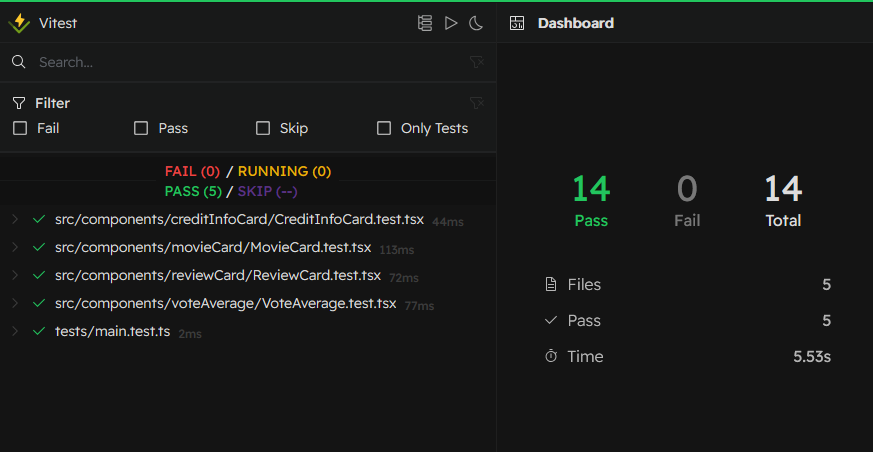 Vitest
Search...
Filter
Fail
Pass
Skip
Only Tests
FAIL (0) / RUNNING (0)
PASS (5) / SKIP (--)
src/components/creditInfoCard/CreditInfoCard.test.tsx 44ms
src/components/movieCard/MovieCard.test.tsx 113ms
src/components/reviewCard/ReviewCard.test.tsx 72ms
src/components/voteAverage/VoteAverage.test.tsx 77ms
tests/main.test.ts 2ms
Dashboard
14 0 14
Pass Fail Total
Files 5
Pass 5
Time 5.53s